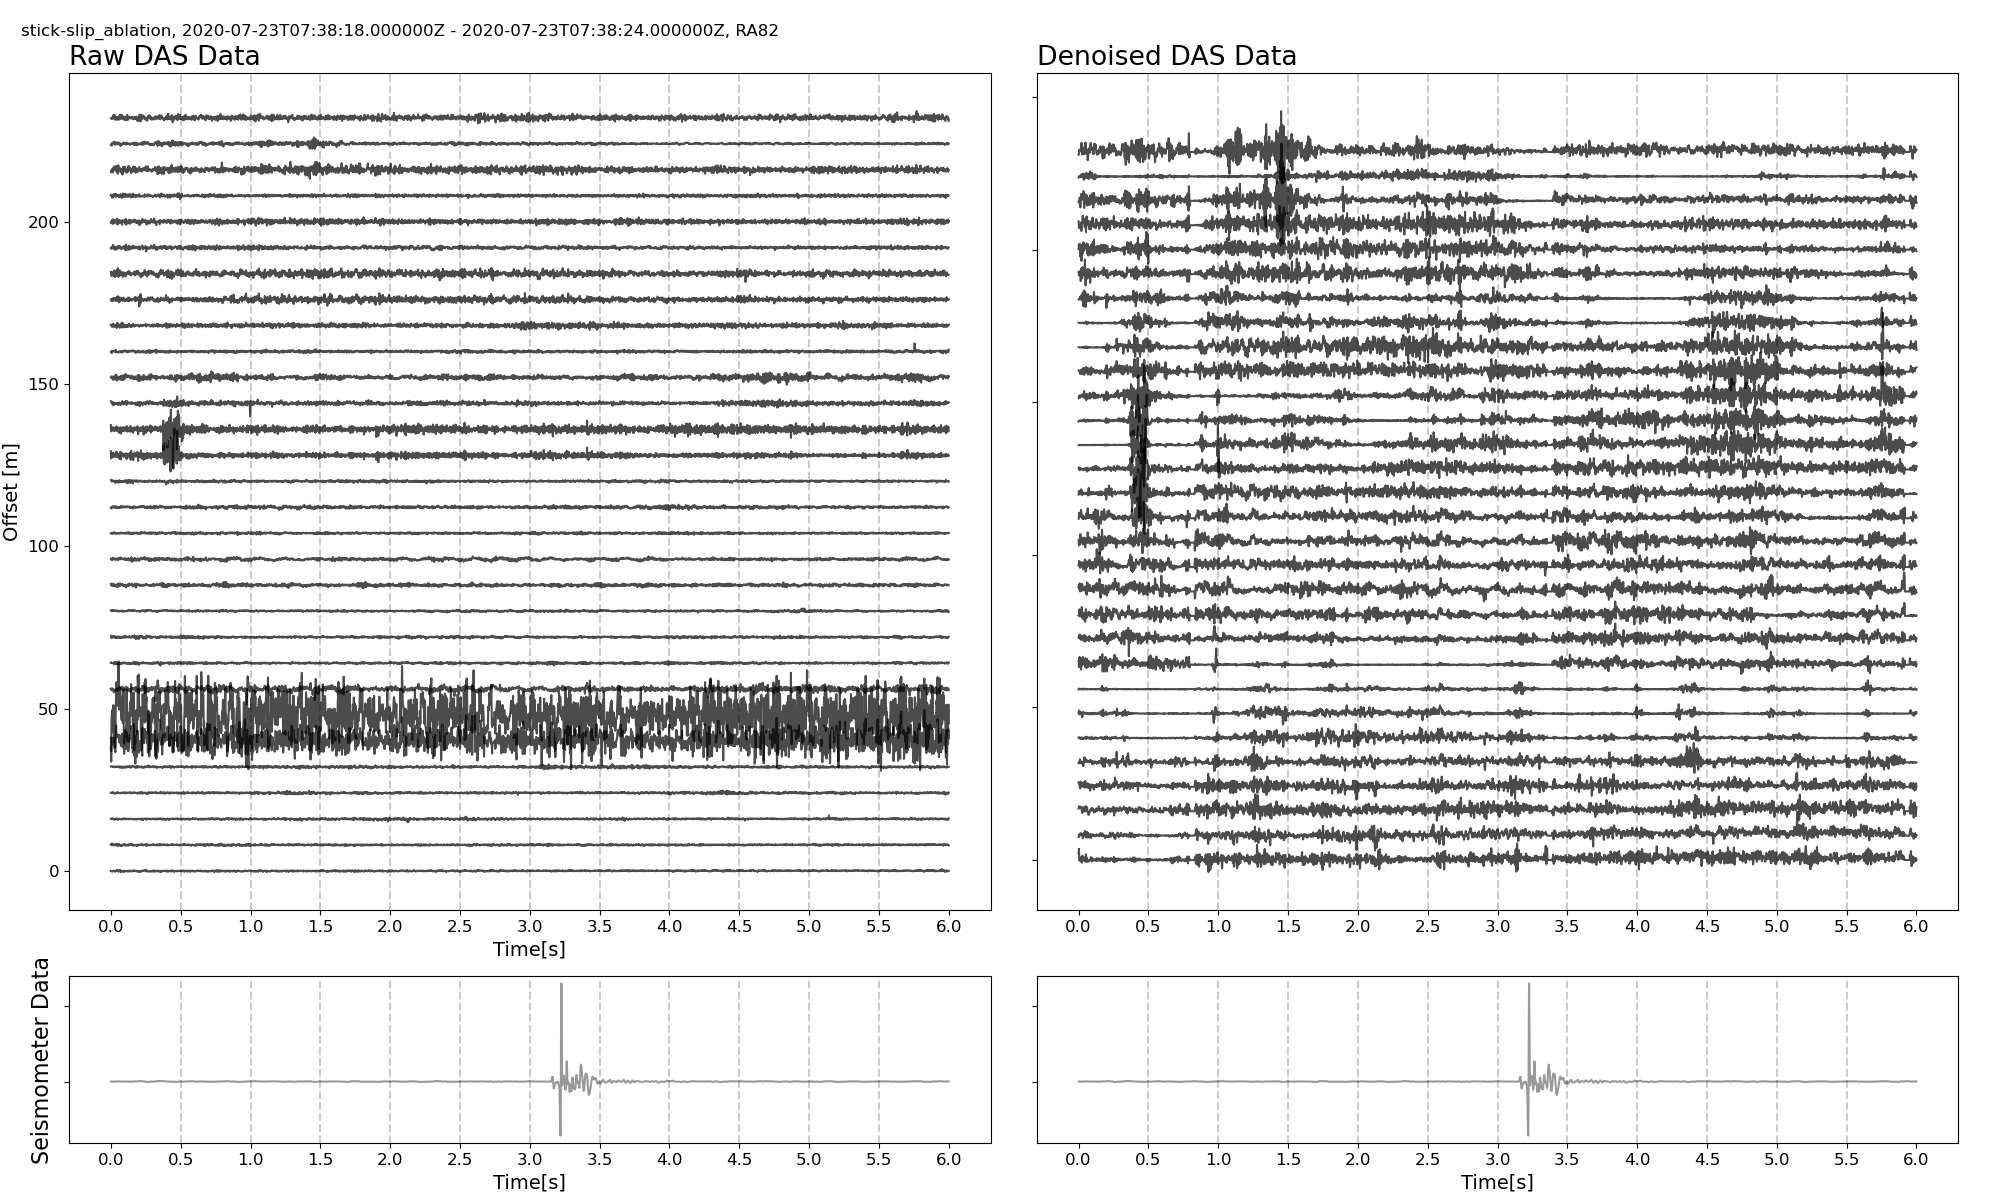 stick-slip_ablation, 2020-07-23T07:38:18.000000Z - 2020-07-23T07:38:24.000000Z, RA82
Raw DAS Data
Denoised DAS Data
Offset [m]
200
150
100
50
0
0.0 0.5 1.0 1.5 2.0 2.5 3.0 3.5 4.0 4.5 5.0 5.5 6.0
Time[s]
0.0 0.5 1.0 1.5 2.0 2.5 3.0 3.5 4.0 4.5 5.0 5.5 6.0
Seismometer Data
0.0 0.5 1.0 1.5 2.0 2.5 3.0 3.5 4.0 4.5 5.0 5.5 6.0
Time[s]
0.0 0.5 1.0 1.5 2.0 2.5 3.0 3.5 4.0 4.5 5.0 5.5 6.0
Time[s]